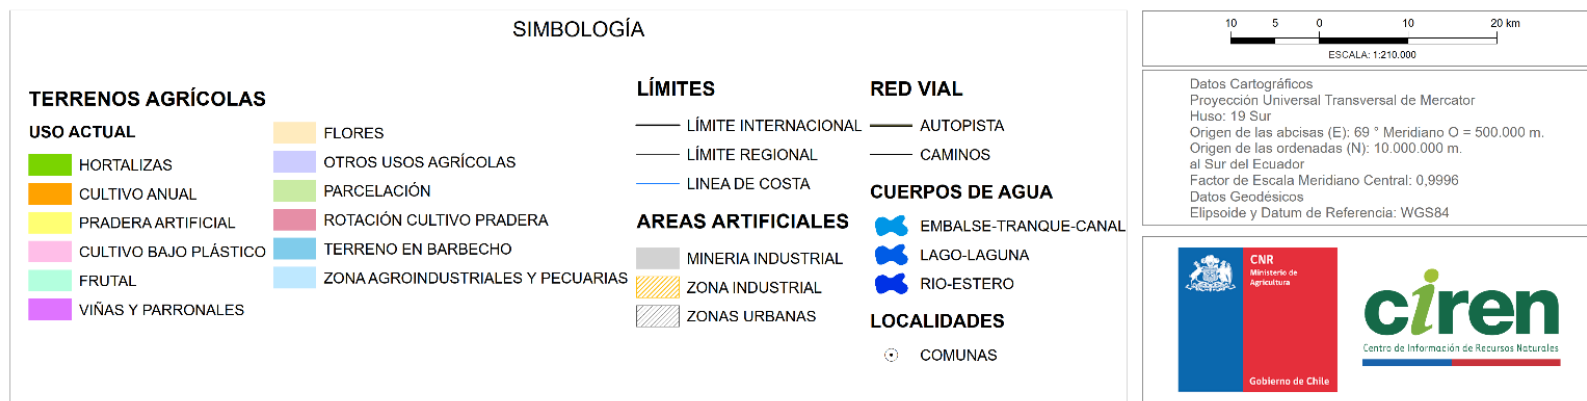 SIMBOLOGÍA
TERRENOS AGRÍCOLAS
USO ACTUAL
HORTALIZAS
CULTIVO ANUAL
PRADERA ARTIFICIAL
CULTIVO BAJO PLÁSTICO
FRUTAL
VIÑAS Y PARRONALES
FLORES
OTROS USOS AGRÍCOLAS
PARCELACIÓN
ROTACIÓN CULTIVO PRADERA
TERRENO EN BARBECHO
ZONA AGROINDUSTRIALES Y PECUARIAS
LÍMITES
LÍMITE INTERNACIONAL
LÍMITE REGIONAL
LINEA DE COSTA
AREAS ARTIFICIALES
MINERIA INDUSTRIAL
ZONA INDUSTRIAL
ZONAS URBANAS
RED VIAL
AUTOPISTA
CAMINOS
CUERPOS DE AGUA
EMBALSE-TRANQUE-CANAL
LAGO-LAGUNA
RIO-ESTERO
LOCALIDADES
COMUNAS
10 5 0 10 20 km
ESCALA: 1:210.000
Datos Cartográficos
Proyección Universal Transversal de Mercator
Huso: 19 Sur
Origen de las abcisas (E): 69 ° Meridiano O = 500.000 m.
Origen de las ordenadas (N): 10.000.000 m.
al Sur del Ecuador
Factor de Escala Meridiano Central: 0,9996
Datos Geodésicos
Elipsoide y Datum de Referencia: WGS84
CNR
Ministerio de
Agricultura
Gobierno de Chile
ciren
Centro de Información de Recursos Naturales